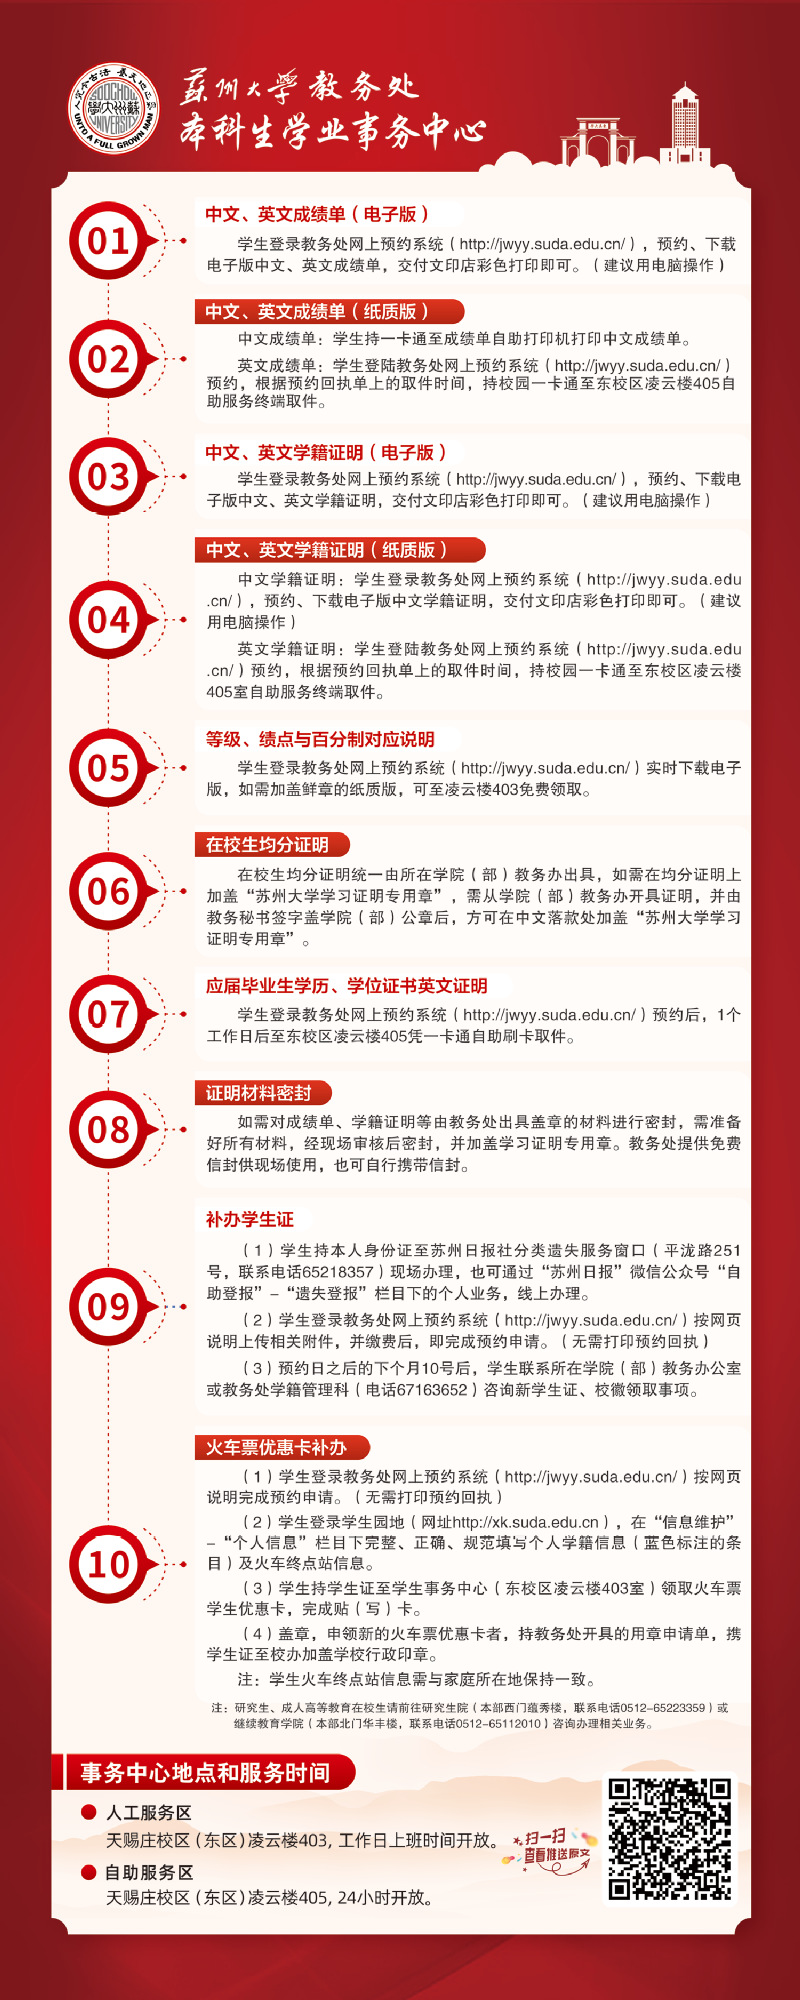 蘇州大學教务处
本科生学业事务中心
SOOCHOW
UNIVERSITY
UNTO A FULL GROWN MAN
01
中文、英文成绩单（电子版）
学生登录教务处网上预约系统（http://jwyy.suda.edu.cn/），预约、下载
电子版中文、英文成绩单，交付文印店彩色打印即可。（建议用电脑操作）
02
中文、英文成绩单（纸质版）
中文成绩单：学生持一卡通至成绩单自助打印机打印中文成绩单。
英文成绩单：学生登陆教务处网上预约系统（http://jwyy.suda.edu.cn/）
预约，根据预约回执单上的取件时间，持校园一卡通至东校区凌云楼405自
助服务终端取件。
03
中文、英文学籍证明（电子版）
学生登录教务处网上预约系统（http://jwyy.suda.edu.cn/），预约、下载电
子版中文、英文学籍证明，交付文印店彩色打印即可。（建议用电脑操作）
04
中文、英文学籍证明（纸质版）
中文学籍证明：学生登录教务处网上预约系统（http://jwyy.suda.edu
.cn/），预约、下载电子版中文学籍证明，交付文印店彩色打印即可。（建议
用电脑操作）
英文学籍证明：学生登陆教务处网上预约系统（http://jwyy.suda.edu
.cn/）预约，根据预约回执单上的取件时间，持校园一卡通至东校区凌云楼
405室自助服务终端取件。
05
等级、绩点与百分制对应说明
学生登录教务处网上预约系统（http://jwyy.suda.edu.cn/）实时下载电子
版，如需加盖鲜章的纸质版，可至凌云楼403免费领取。
06
在校生均分证明
在校生均分证明统一由所在学院（部）教务办出具，如需在均分证明上
加盖“苏州大学学习证明专用章”，需从学院（部）教务办开具证明，并由
教务秘书签字盖学院（部）公章后，方可在中文落款处加盖“苏州大学学习
证明专用章”。
07
应届毕业生学历、学位证书英文证明
学生登录教务处网上预约系统（http://jwyy.suda.edu.cn/）预约后，1个
工作日后至东校区凌云楼405凭一卡通自助刷卡取件。
08
证明材料密封
如需对成绩单、学籍证明等由教务处出具盖章的材料进行密封，需准备
好所有材料，经现场审核后密封，并加盖学习证明专用章。教务处提供免费
信封供现场使用，也可自行携带信封。
09
补办学生证
（1）学生持本人身份证至苏州日报社分类遗失服务窗口（平泷路251
号，联系电话65218357）现场办理，也可通过“苏州日报”微信公众号“自
助登报”–“遗失登报”栏目下的个人业务，线上办理。
（2）学生登录教务处网上预约系统（http://jwyy.suda.edu.cn/）按网页
说明上传相关附件，并缴费后，即完成预约申请。（无需打印预约回执）
（3）预约日之后的下个月10号后，学生联系所在学院（部）教务办公室
或教务处学籍管理科（电话67163652）咨询新学生证、校徽领取事项。
10
火车票优惠卡补办
（1）学生登录教务处网上预约系统（http://jwyy.suda.edu.cn/）按网页
说明完成预约申请。（无需打印预约回执）
（2）学生登录学生园地（网址http://xk.suda.edu.cn），在“信息维护”
–“个人信息”栏目下完整、正确、规范填写个人学籍信息（蓝色标注的条
目）及火车终点站信息。
（3）学生持学生证至学生事务中心（东校区凌云楼403室）领取火车票
学生优惠卡，完成贴（写）卡。
（4）盖章，申领新的火车票优惠卡者，持教务处开具的用章申请单，携
学生证至校办加盖学校行政印章。
注：学生火车终点站信息需与家庭所在地保持一致。
注：研究生、成人高等教育在校生请前往研究生院（本部西门蕴秀楼，联系电话0512–65223359）或
继续教育学院（本部北门华丰楼，联系电话0512–65112010）咨询办理相关业务。
事务中心地点和服务时间
人工服务区
天赐庄校区(东区)凌云楼403, 工作日上班时间开放。
自助服务区
天赐庄校区(东区)凌云楼405, 24小时开放。
扫一扫
查看推送原文